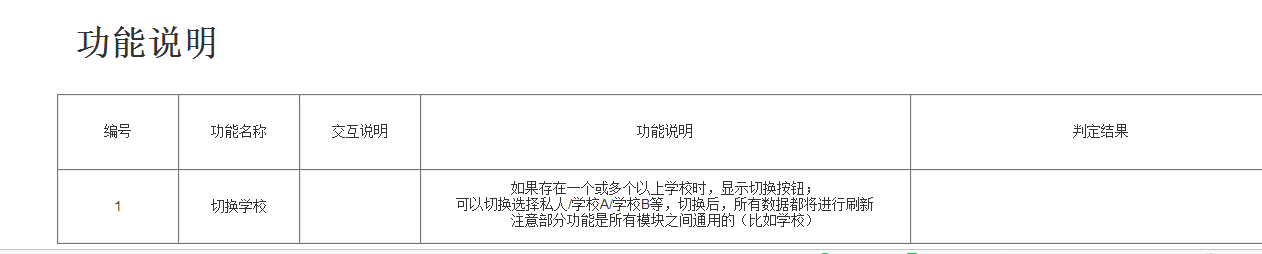 功能说明
编号 功能名称 交互说明 功能说明 判定结果
1 切换学校 如果存在一个或多个以上学校时，显示切换按钮；
可以切换选择私人/学校A/学校B等，切换后，所有数据都将进行刷新
注意部分功能是所有模块之间通用的（比如学校）